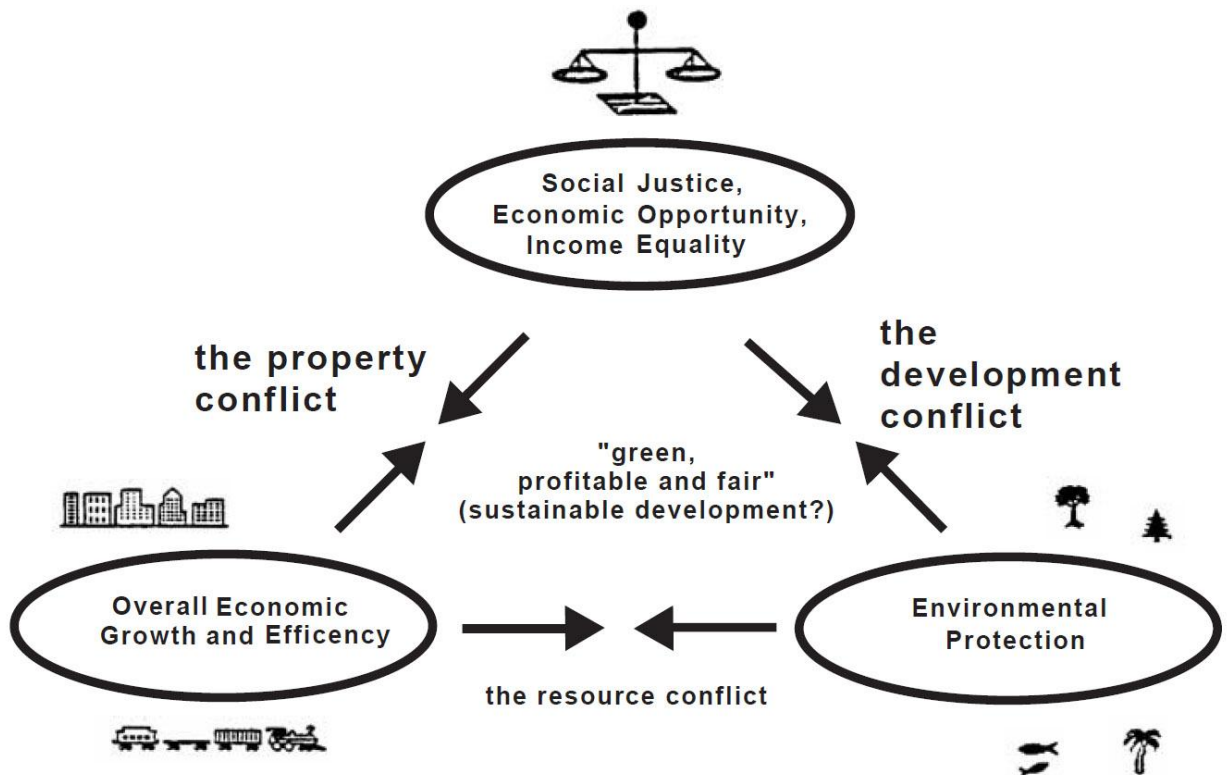 Social Justice,
Economic Opportunity,
Income Equality
the property
conflict
the
development
conflict
"green,
profitable and fair"
(sustainable development?)
Overall Economic
Growth and Efficency
Environmental
Protection
the resource conflict